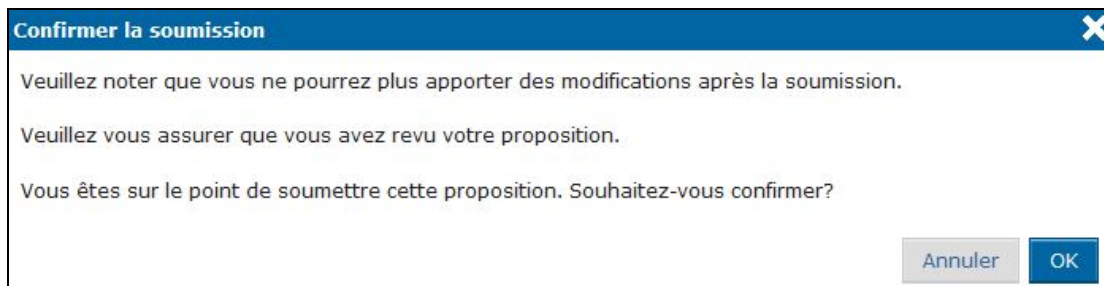 Confirmer la soumission
Veuillez noter que vous ne pourrez plus apporter des modifications après la soumission.
Veuillez vous assurer que vous avez revu votre proposition.
Vous êtes sur le point de soumettre cette proposition. Souhaitez-vous confirmer?
Annuler OK